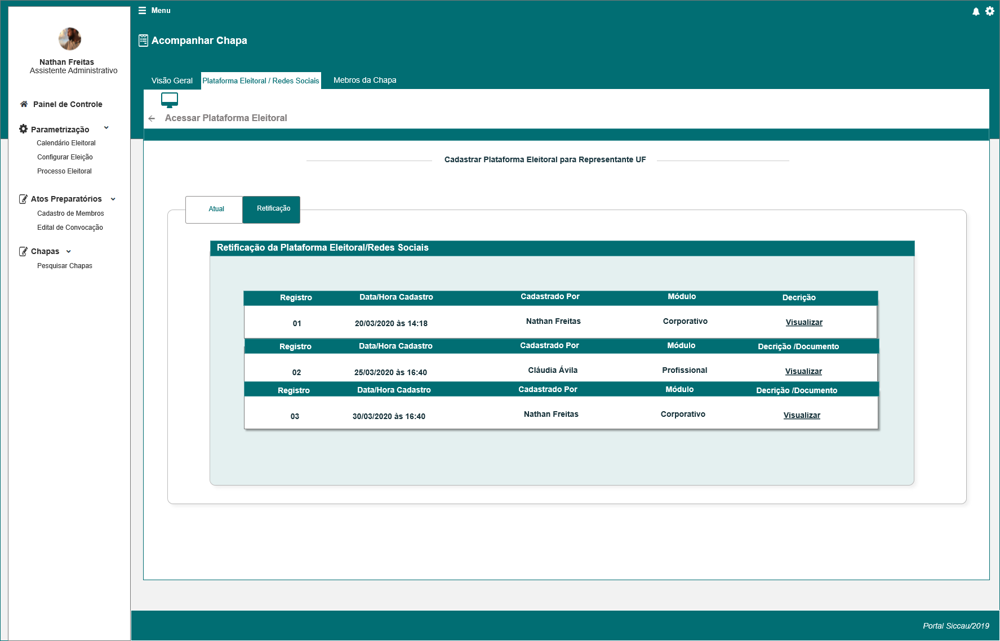 Menu
Acompanhar Chapa
Nathan Freitas
Assistente Administrativo
Painel de Controle
Parametrização
Calendário Eleitoral
Configurar Eleição
Processo Eleitoral
Atos Preparatórios
Cadastro de Membros
Edital de Convocação
Chapas
Pesquisar Chapas
Visão Geral Plataforma Eleitoral / Redes Sociais Mebros da Chapa
Acessar Plataforma Eleitoral
Cadastrar Plataforma Eleitoral para Representante UF
Atual Retificação
Retificação da Plataforma Eleitoral/Redes Sociais
Registro Data/Hora Cadastro Cadastrado Por Módulo Decrição
01 20/03/2020 às 14:18 Nathan Freitas Corporativo Visualizar
Registro Data/Hora Cadastro Cadastrado Por Módulo Decrição /Documento
02 25/03/2020 às 16:40 Cláudia Ávila Profissional Visualizar
Registro Data/Hora Cadastro Cadastrado Por Módulo Decrição /Documento
03 30/03/2020 às 16:40 Nathan Freitas Corporativo Visualizar
Portal Siccau/2019